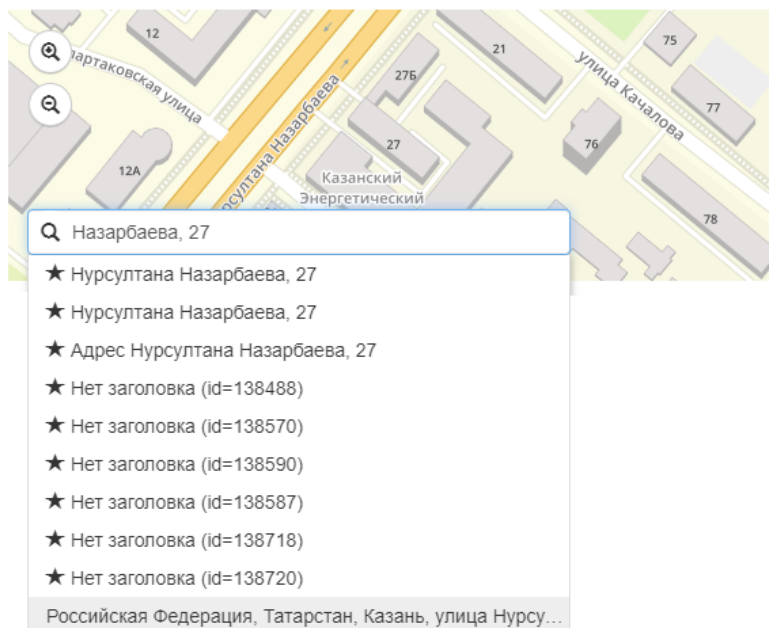 12
21
75
27Б
77
улица Качалова
улица
12А
27
76
Казанский
Энергетический
Назарбаева
78
Назарбаева, 27
★ Нурсултана Назарбаева, 27
★ Нурсултана Назарбаева, 27
★ Адрес Нурсултана Назарбаева, 27
★ Нет заголовка (id=138488)
★ Нет заголовка (id=138570)
★ Нет заголовка (id=138590)
★ Нет заголовка (id=138587)
★ Нет заголовка (id=138718)
★ Нет заголовка (id=138720)
Российская Федерация, Татарстан, Казань, улица Нурсу...